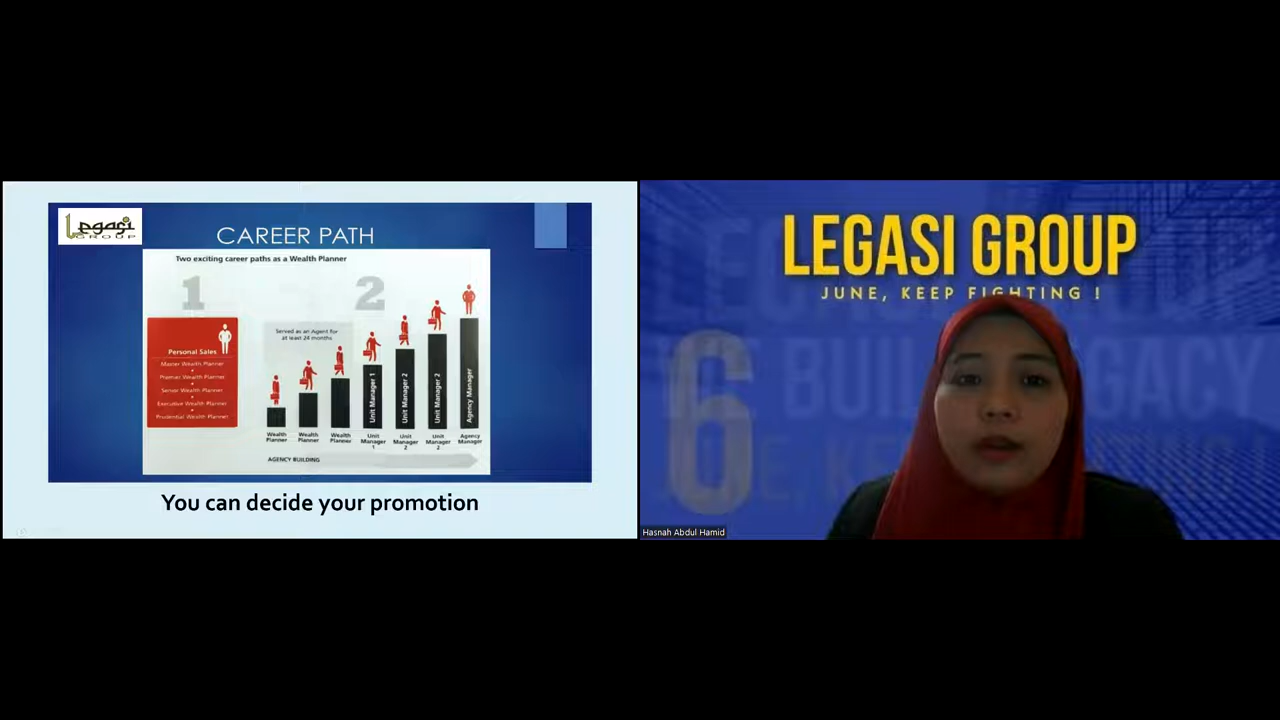 Legasi
GROUP
CAREER PATH
Two exciting career paths as a Wealth Planner
1
2
Personal Sales
Master Wealth Planner
Premier Wealth Planner
Senior Wealth Planner
Executive Wealth Planner
Prudential Wealth Planner
Served as an Agent for
at least 24 months
Unit Manager 1
Unit Manager 2
Unit Manager 2
Agency Manager
Wealth
Planner
Wealth
Planner
Wealth
Planner
Unit
Manager
1
Unit
Manager
2
Unit
Manager
2
Agency
Manager
AGENCY BUILDING
You can decide your promotion
LEGASI GROUP
JUNE, KEEP FIGHTING !
6
Hasnah Abdul Hamid